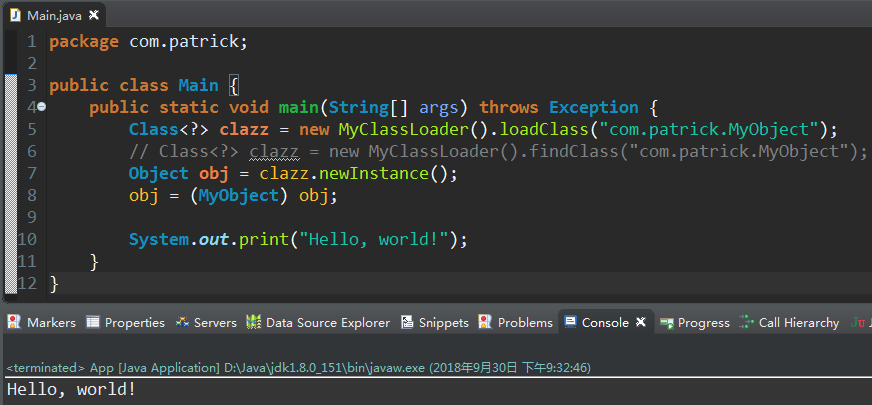 Main.java
1 package com.patrick;
2
3 public class Main {
4 public static void main(String[] args) throws Exception {
5 Class<?> clazz = new MyClassLoader().loadClass("com.patrick.MyObject");
6 // Class<?> clazz = new MyClassLoader().findClass("com.patrick.MyObject");
7 Object obj = clazz.newInstance();
8 obj = (MyObject) obj;
9
10 System.out.print("Hello, world!");
11 }
12 }
Markers Properties Servers Data Source Explorer Snippets Problems Console Progress Call Hierarchy
<terminated> App [Java Application] D:\Java\jdk1.8.0_151\bin\javaw.exe (2018年9月30日 下午9:32:46)
Hello, world!